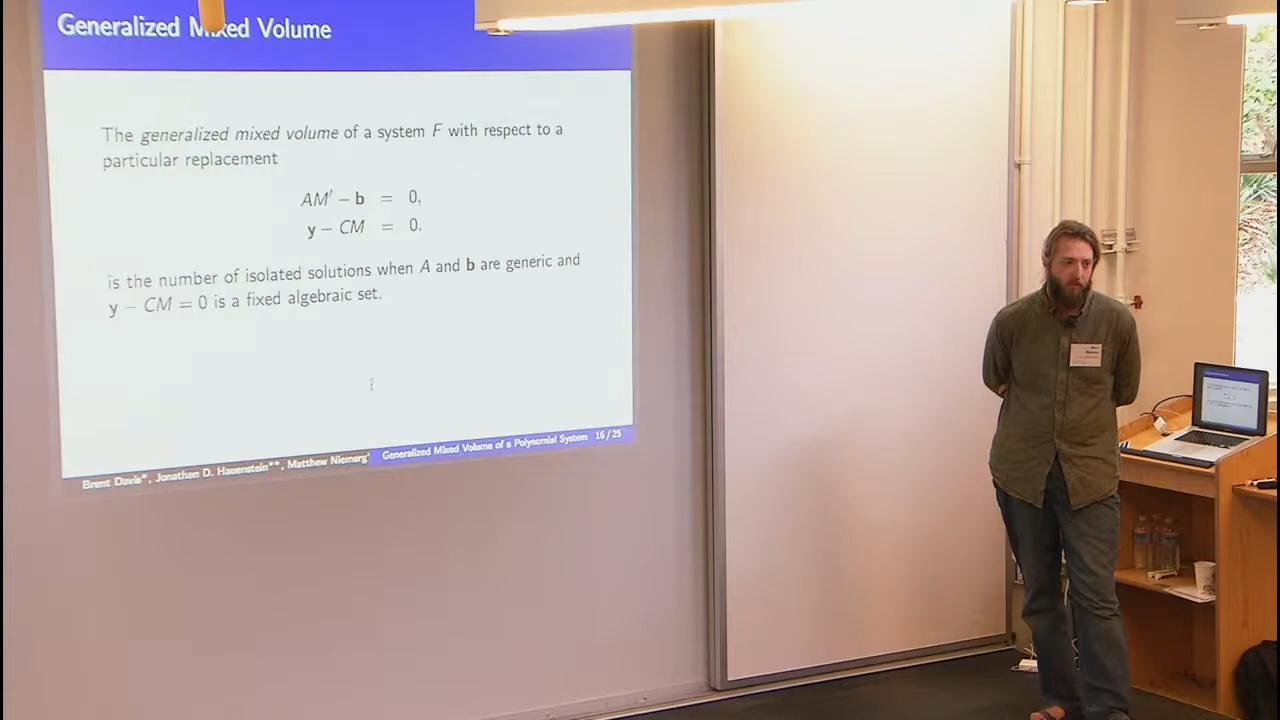 Generalized Mixed Volume
The generalized mixed volume of a system F with respect to a
particular replacement
AM′ − b = 0,
y − CM = 0.
is the number of isolated solutions when A and b are generic and
y − CM = 0 is a fixed algebraic set.
Brent Davis*, Jonathan D. Hauenstein**, Matthew Niemerg† Generalized Mixed Volume of a Polynomial System 16/25